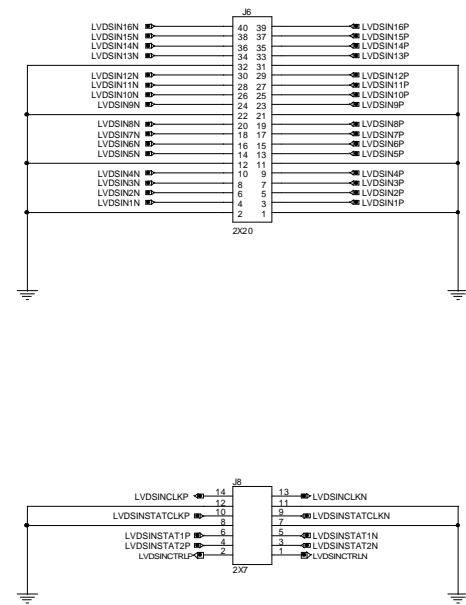 J6
LVDSIN16N 40 39 LVDSIN16P
LVDSIN15N 38 37 LVDSIN15P
LVDSIN14N 36 35 LVDSIN14P
LVDSIN13N 34 33 LVDSIN13P
32 31
LVDSIN12N 30 29 LVDSIN12P
LVDSIN11N 28 27 LVDSIN11P
LVDSIN10N 26 25 LVDSIN10P
LVDSIN9N 24 23 LVDSIN9P
22 21
LVDSIN8N 20 19 LVDSIN8P
LVDSIN7N 18 17 LVDSIN7P
LVDSIN6N 16 15 LVDSIN6P
LVDSIN5N 14 13 LVDSIN5P
12 11
LVDSIN4N 10 9 LVDSIN4P
LVDSIN3N 8 7 LVDSIN3P
LVDSIN2N 6 5 LVDSIN2P
LVDSIN1N 4 3 LVDSIN1P
2 1
2X20
J8
LVDSINCLKP 14 13 LVDSINCLKN
12 11
LVDSINSTATCLKP 10 9 LVDSINSTATCLKN
8 7
LVDSINSTAT1P 6 5 LVDSINSTAT1N
LVDSINSTAT2P 4 3 LVDSINSTAT2N
LVDSINCTRLP 2 1 LVDSINCTRLN
2X7